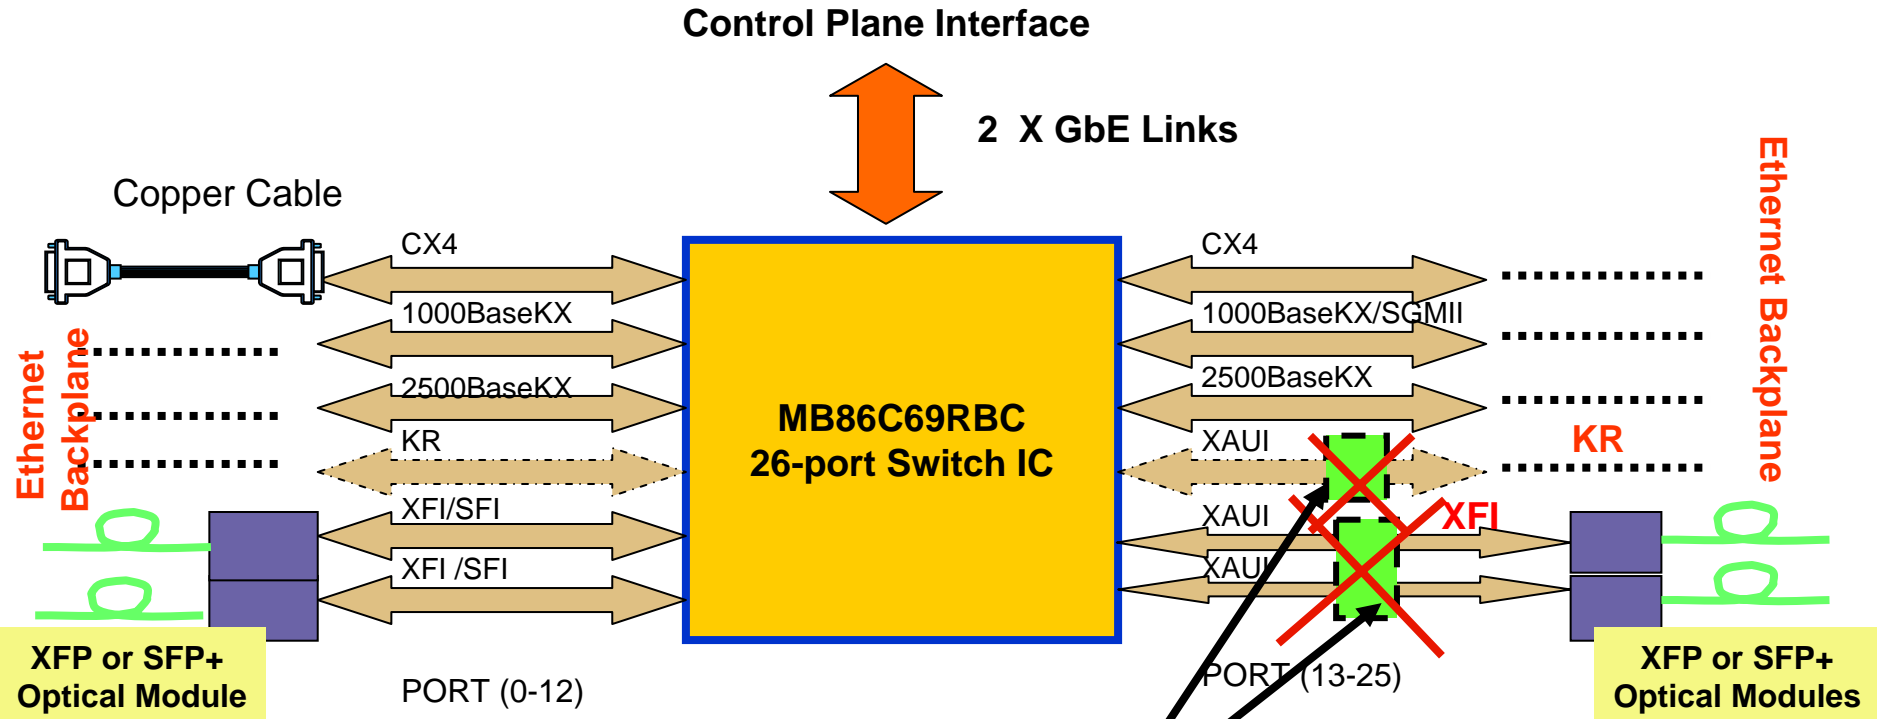 Control Plane Interface
2 X GbE Links
Copper Cable
CX4
1000BaseKX
2500BaseKX
KR
XFI/SFI
XFI /SFI
PORT (0-12)
Ethernet
Backplane
XFP or SFP+
Optical Module
MB86C69RBC
26-port Switch IC
CX4
1000BaseKX/SGMII
2500BaseKX
XAUI
KR
XAUI
XFI
XAUI
PORT (13-25)
Ethernet Backplane
XFP or SFP+
Optical Modules